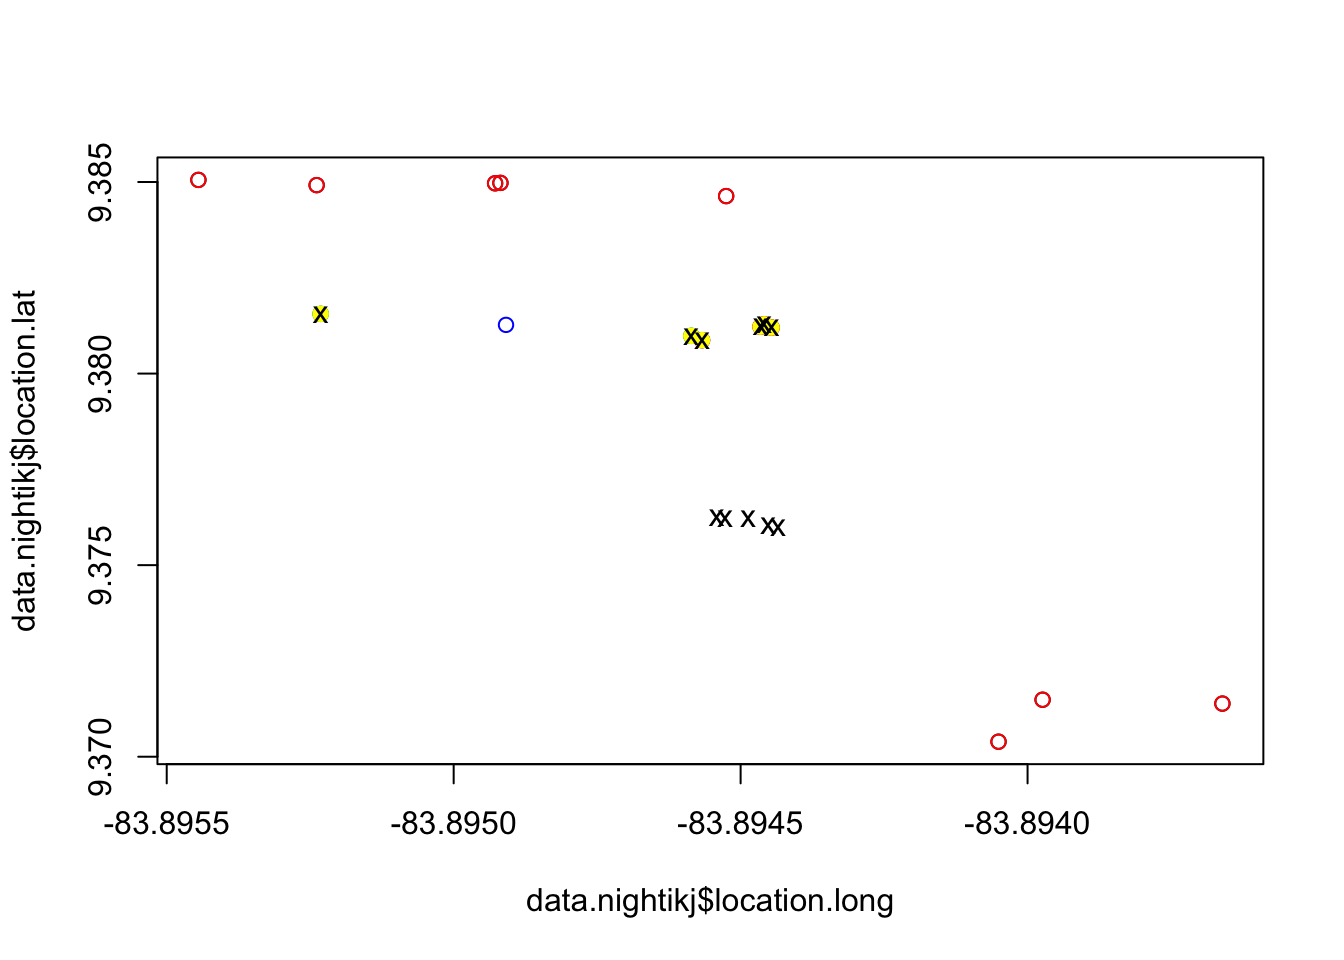 data.nightikj$location.lat
9.385
9.380
9.375
9.370
x
x x
x x x
x x x x x
-83.8955 -83.8950 -83.8945 -83.8940
data.nightikj$location.long